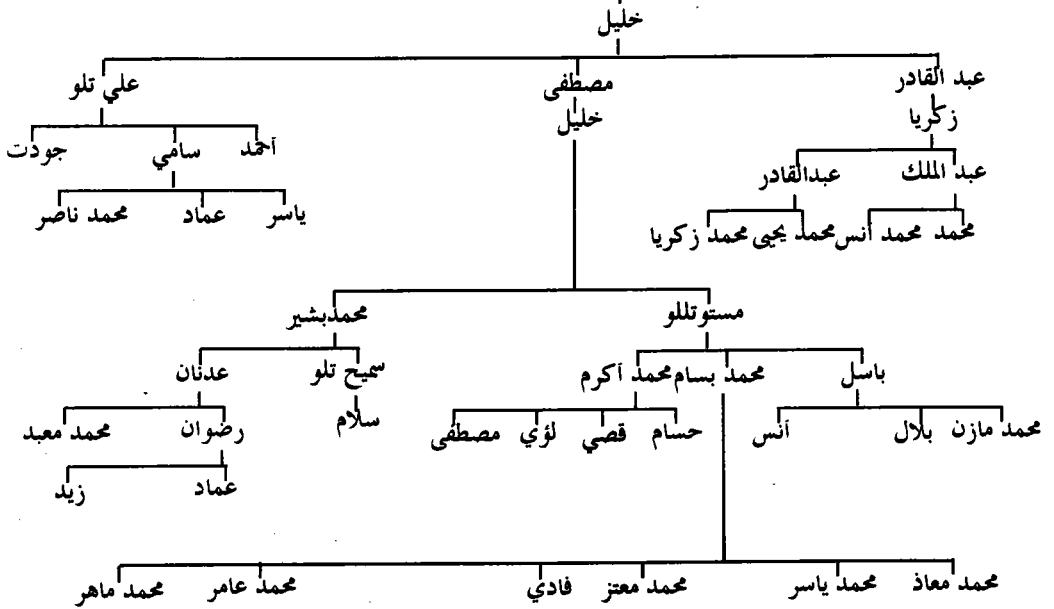 خليل
عبد القادر مصطفى علي تلو
زكريا خليل
أحمد سامي جودت
عبد الملك عبدالقادر
ياسر عماد محمد ناصر
محمد محمد أنس محمد يحيى محمد زكريا
مستوتللو محمدبشير
باسل محمد بسام محمد أكرم سميح تلو عدنان
سلام
محمد مازن بلال أنس حسام قصي لؤي مصطفى رضوان محمد معبد
عماد زيد
محمد معاذ محمد ياسر محمد معتز فادي محمد عامر محمد ماهر